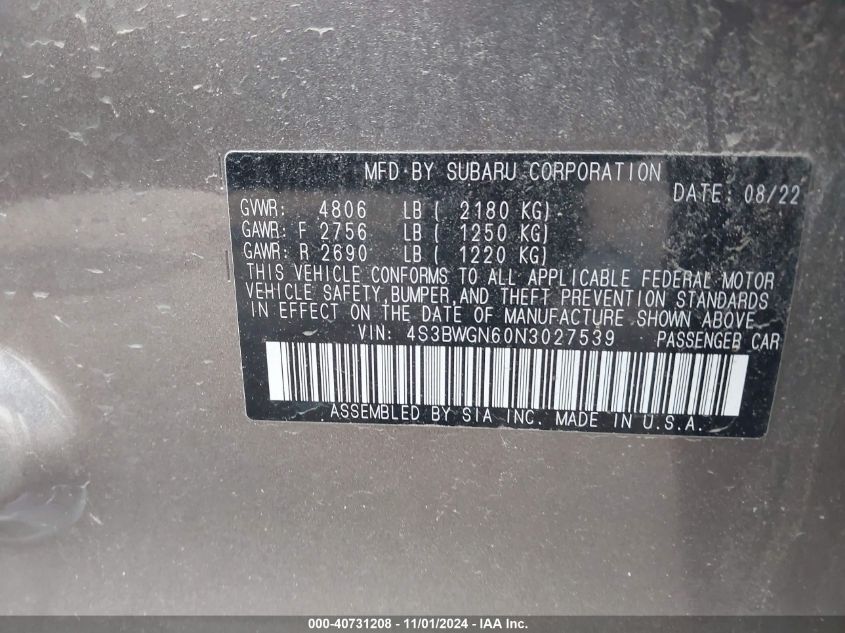 MFD BY SUBARU CORPORATION
DATE: 08/22
GVWR: 4806 LB ( 2180 KG)
GAWR: F 2756 LB ( 1250 KG)
GAWR: R 2690 LB ( 1220 KG)
THIS VEHICLE CONFORMS TO ALL APPLICABLE FEDERAL MOTOR
VEHICLE SAFETY, BUMPER, AND THEFT PREVENTION STANDARDS
IN EFFECT ON THE DATE OF MANUFACTURE SHOWN ABOVE.
VIN: 4S3BWGN60N3027539 PASSENGER CAR
ASSEMBLED BY SIA INC. MADE IN U.S.A.
000-40731208 - 11/01/2024 - IAA Inc.